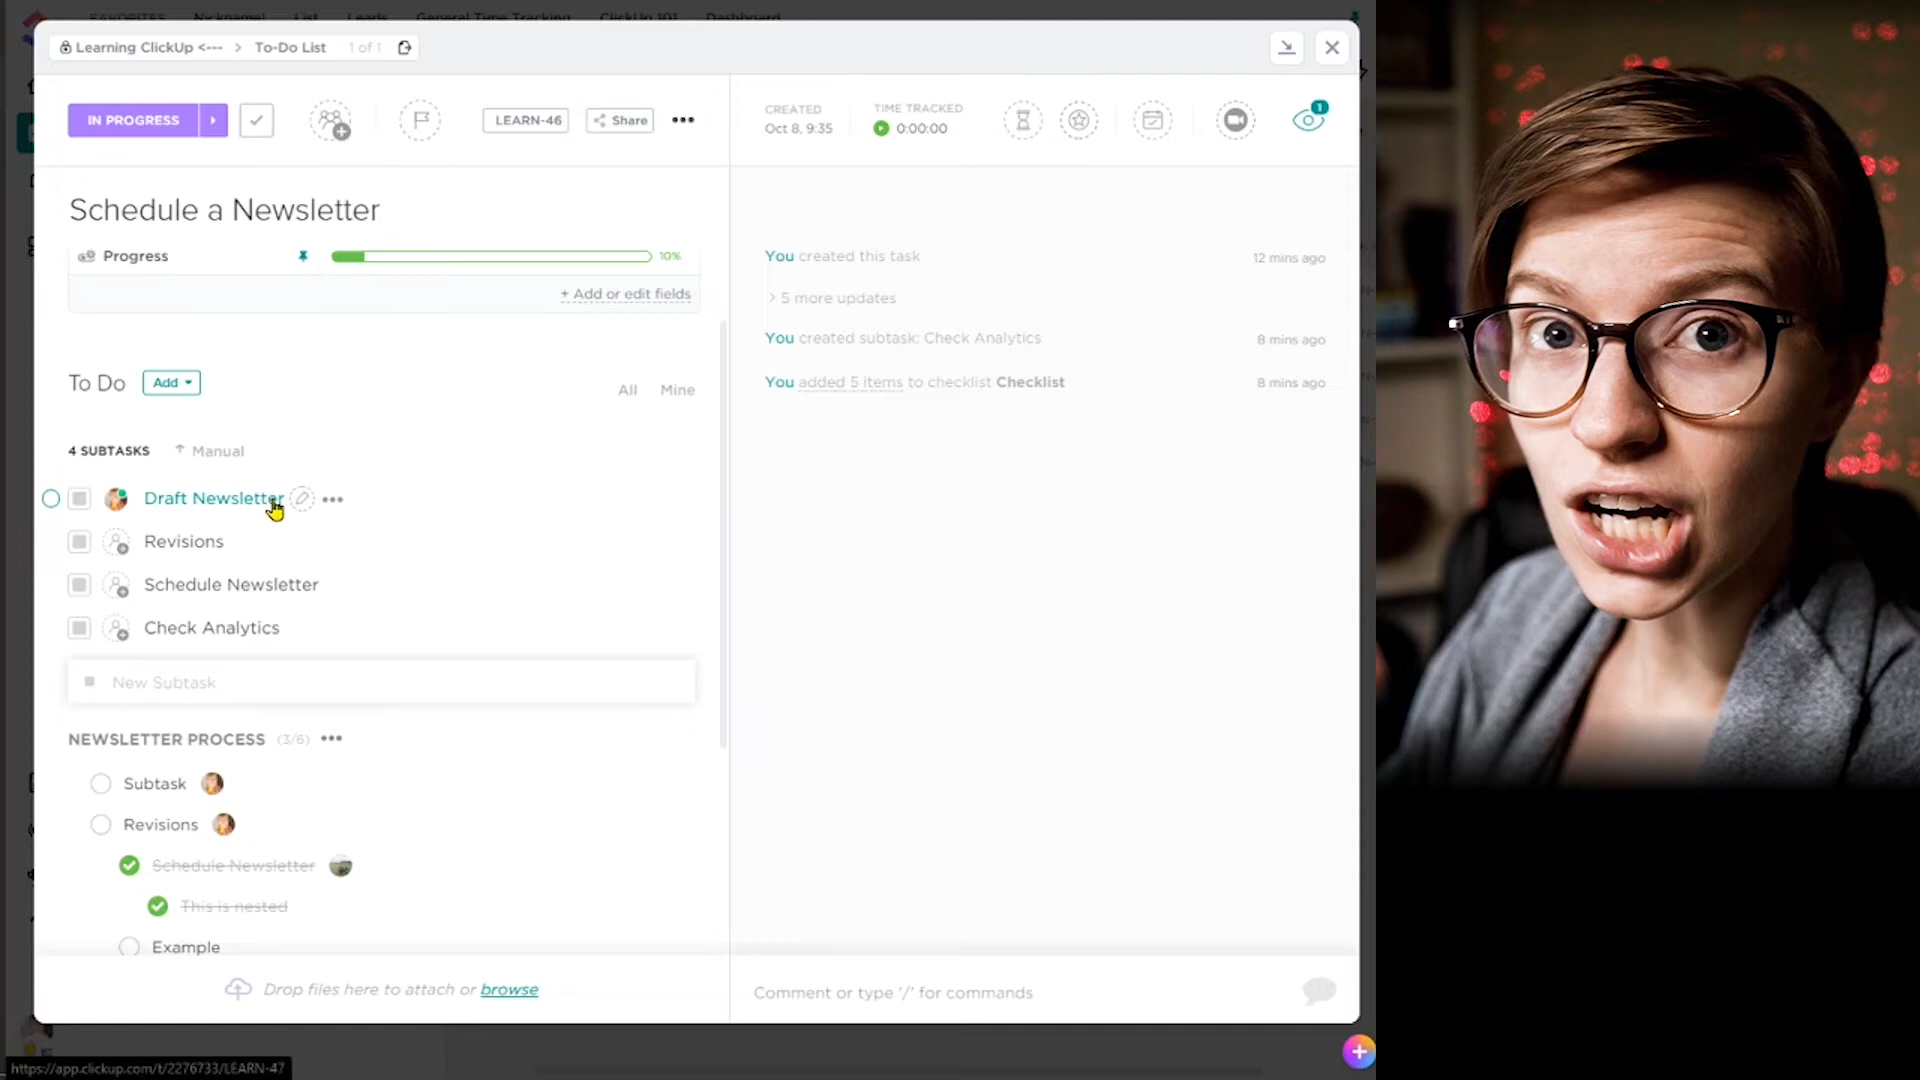 FAVORITES Nickname! List Leads General Time Tracking ClickUp 101 Dashboard
Learning ClickUp <--- > To-Do List 1 of 1
IN PROGRESS
LEARN-46
Share
CREATED
Oct 8, 9:35
TIME TRACKED
0:00:00
1
Schedule a Newsletter
Progress
10%
+ Add or edit fields
To Do
Add
All
Mine
4 SUBTASKS
Manual
Draft Newsletter
Revisions
Schedule Newsletter
Check Analytics
New Subtask
NEWSLETTER PROCESS (3/6)
Subtask
Revisions
Schedule Newsletter
This is nested
Example
Drop files here to attach or browse
You created this task
12 mins ago
> 5 more updates
You created subtask: Check Analytics
8 mins ago
You added 5 items to checklist Checklist
8 mins ago
Comment or type '/' for commands
https://app.clickup.com/t/2276733/LEARN-47